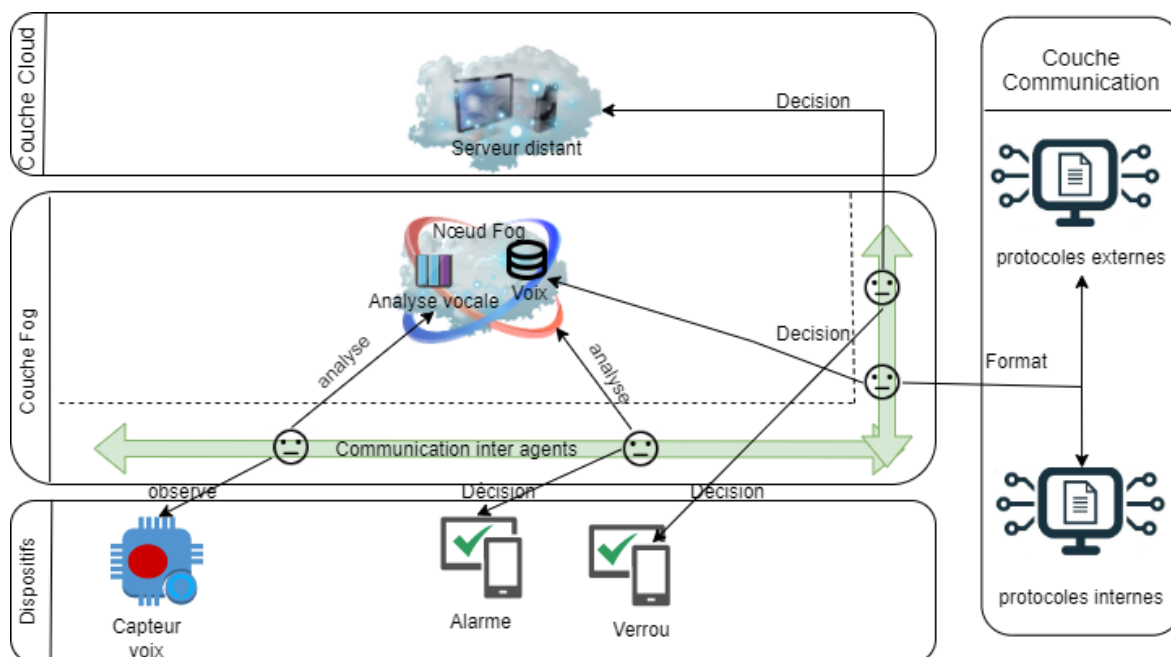 Couche Cloud
Serveur distant
Decision
Couche
Communication
protocoles externes
Format
protocoles internes
Couche Fog
Nœud Fog
Analyse vocale
Voix
analyse
analyse
Decision
Communication inter agents
observe
Décision
Décision
Dispositifs
Capteur
voix
Alarme
Verrou